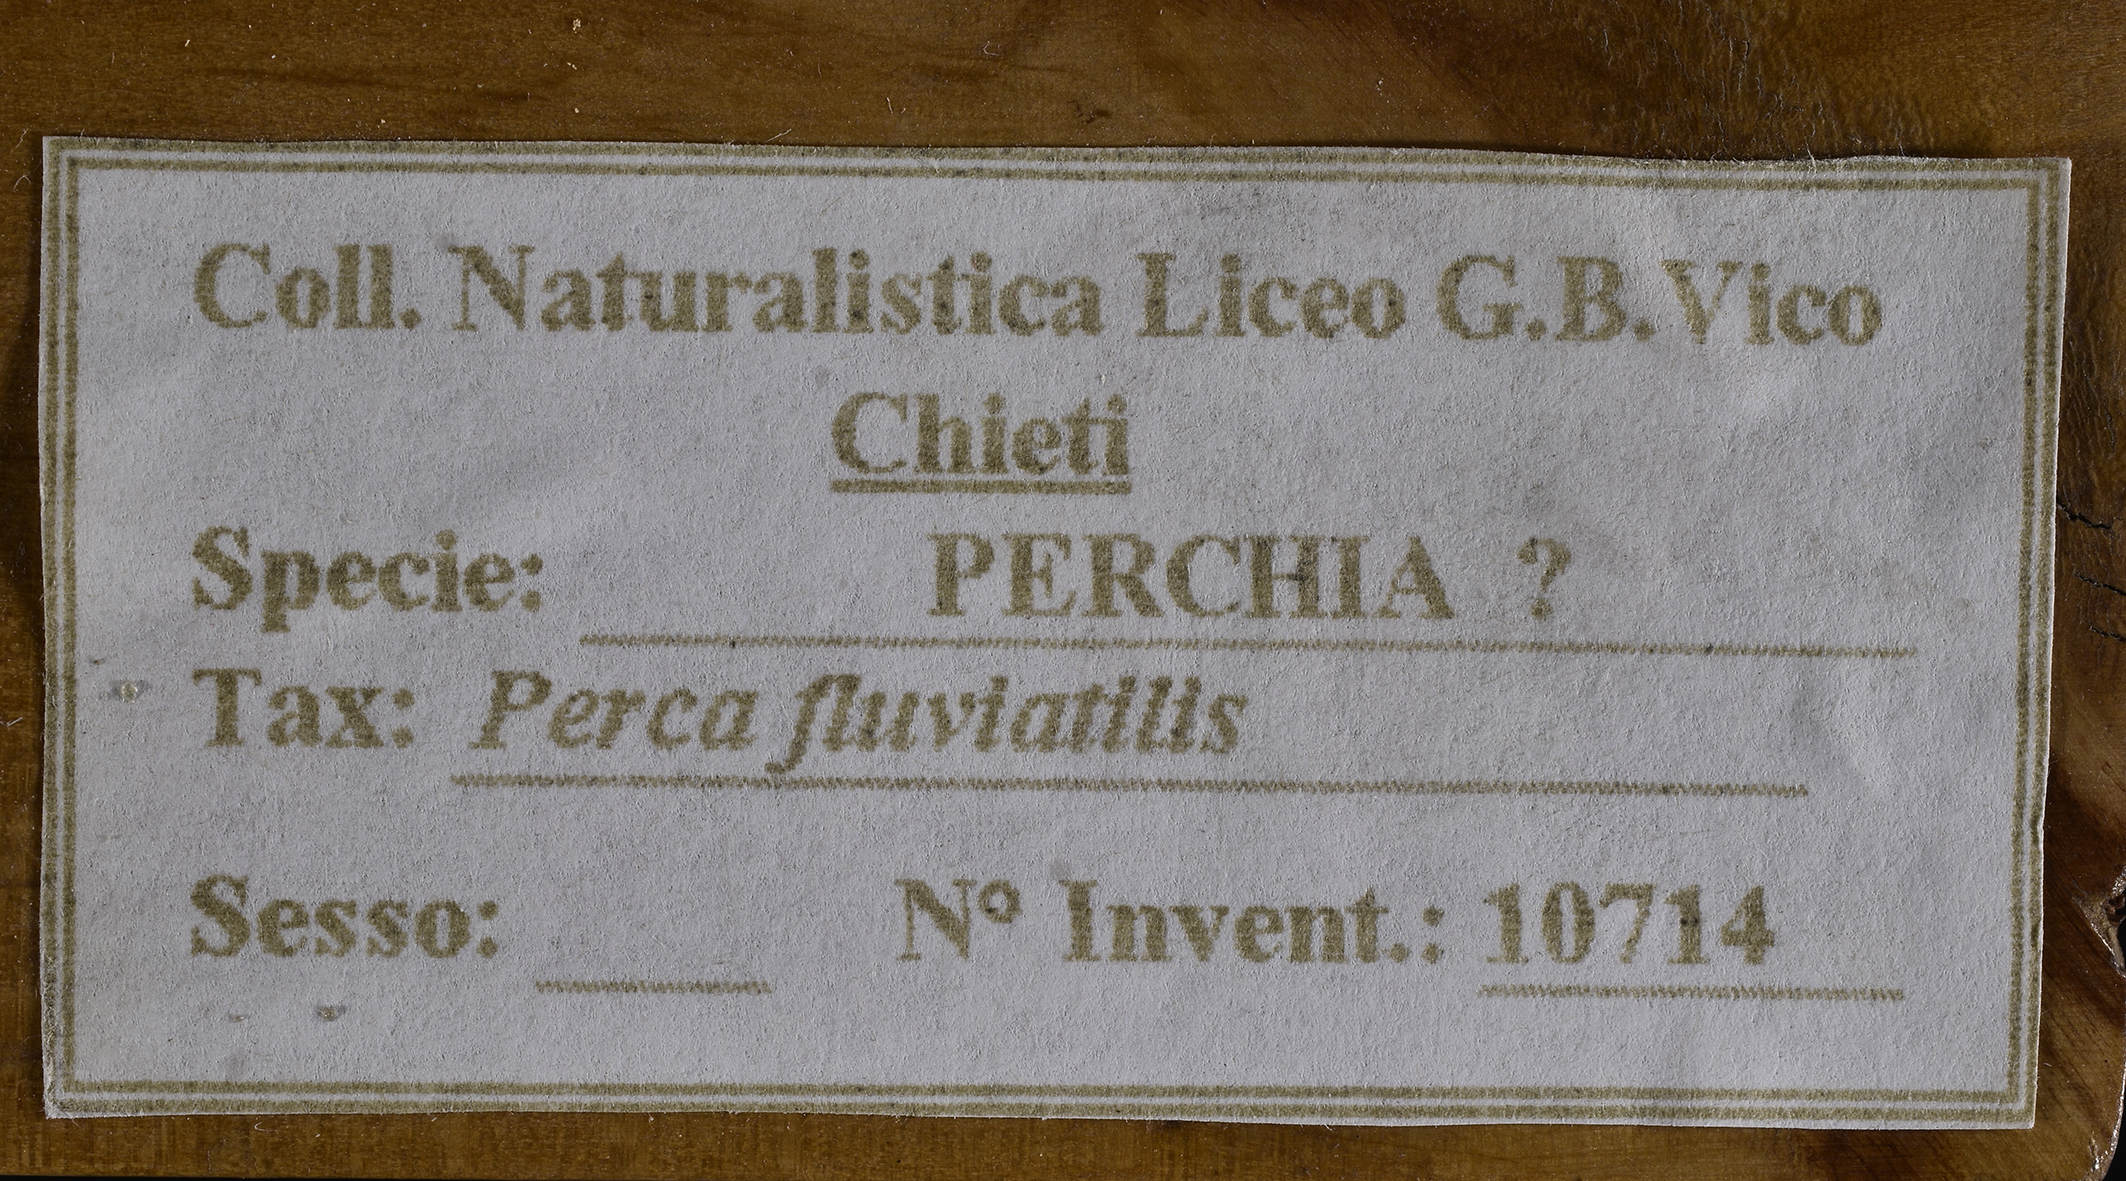 Coll. Naturalistica Liceo G.B.Vico
Chieti
Specie: PERCHIA ?
Tax: Perca fluviatilis
Sesso: N° Invent.: 10714